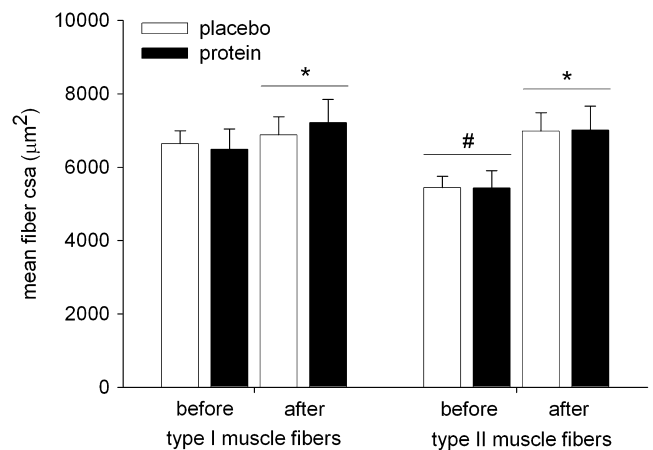 10000
8000
6000
4000
2000
0
mean fiber csa (μm²)
placebo
protein
*
#
*
before after before after
type I muscle fibers type II muscle fibers